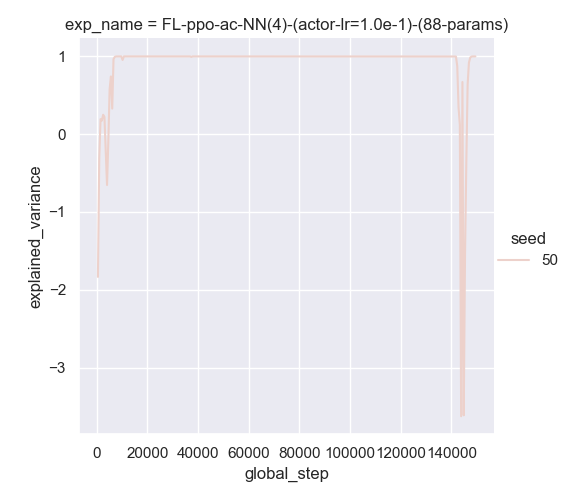 exp_name = FL-ppo-ac-NN(4)-(actor-lr=1.0e-1)-(88-params)
1
0
−1
−2
−3
explained_variance
0 20000 40000 60000 80000 100000 120000 140000
global_step
seed
50